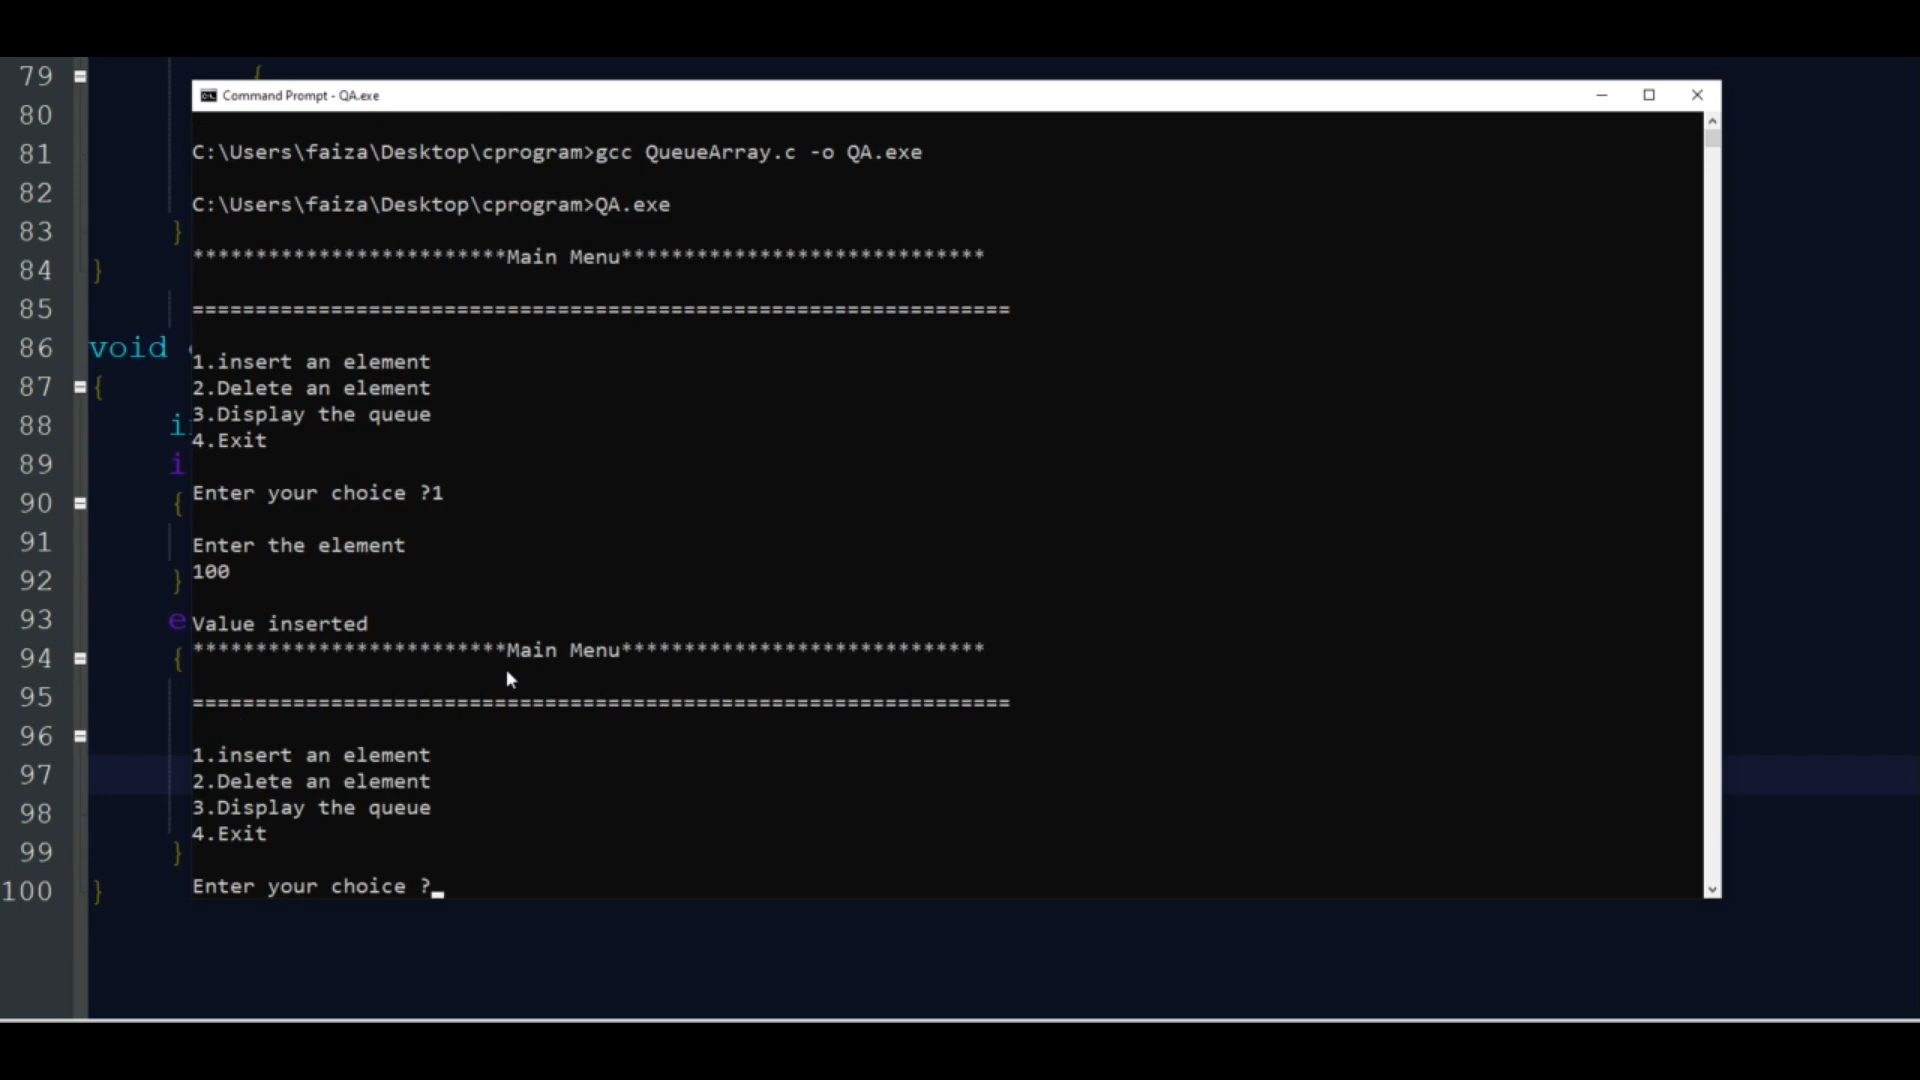 Command Prompt - QA.exe
C:\Users\faiza\Desktop\cprogram>gcc QueueArray.c -o QA.exe
C:\Users\faiza\Desktop\cprogram>QA.exe
*************************Main Menu*****************************
=================================================================
1.insert an element
2.Delete an element
3.Display the queue
4.Exit
Enter your choice ?1
Enter the element
100
Value inserted
*************************Main Menu*****************************
=================================================================
1.insert an element
2.Delete an element
3.Display the queue
4.Exit
Enter your choice ?_
79 {
80
81
82
83 }
84 }
85
86 void
87 {
88
89
90 {
91
92 }
93
94 {
95
96
97
98
99 }
100 }